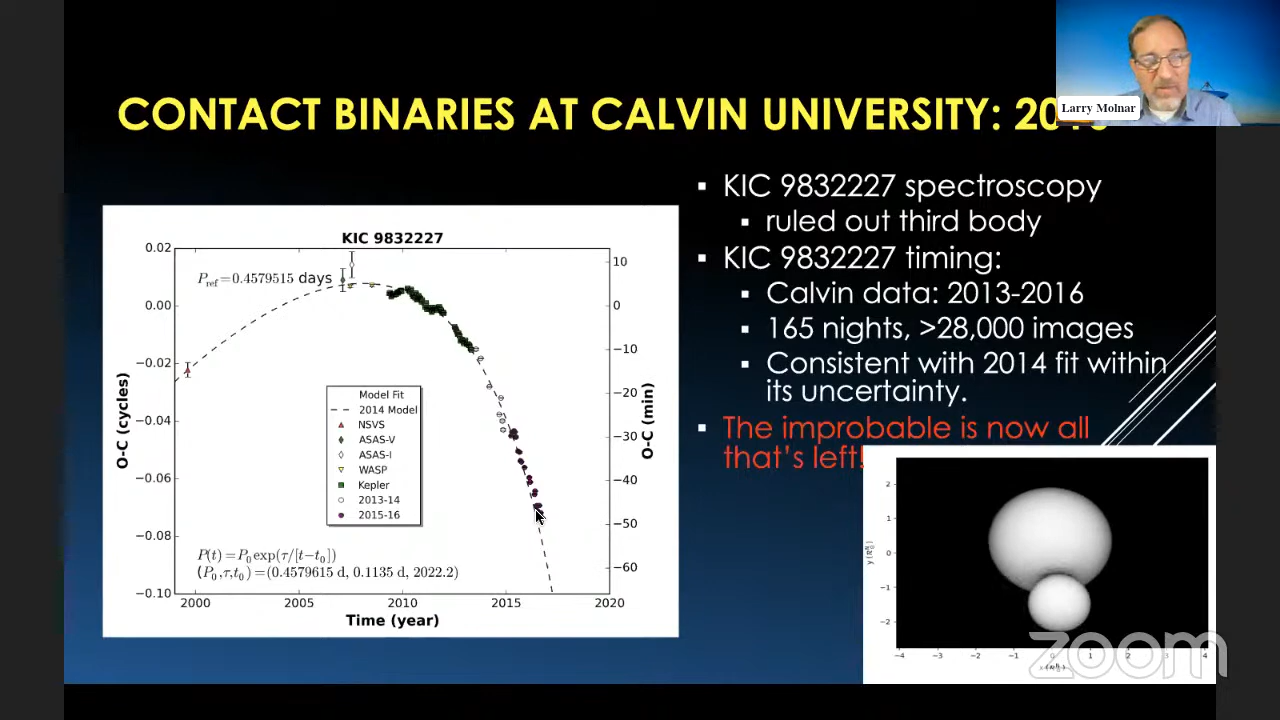 CONTACT BINARIES AT CALVIN UNIVERSITY:
Larry Molnar
KIC 9832227
O-C (cycles)
0.02
0.00
−0.02
−0.04
−0.06
−0.08
−0.10
P_ref=0.4579515 days
Model Fit
2014 Model
NSVS
ASAS-V
ASAS-I
WASP
Kepler
2013-14
2015-16
P(t)=P₀exp(τ/[t−t₀])
(P₀,τ,t₀)=(0.4579615 d, 0.1135 d, 2022.2)
10
0
−10
−20
−30
−40
−50
−60
O-C (min)
2000 2005 2010 2015 2020
Time (year)
▪ KIC 9832227 spectroscopy
▪ ruled out third body
▪ KIC 9832227 timing:
▪ Calvin data: 2013-2016
▪ 165 nights, >28,000 images
▪ Consistent with 2014 fit within
its uncertainty.
▪ The improbable is now all
that's left!
2
1
0
−1
−2
−4 −3 −2 −1 0 1 2 3 4
zoom